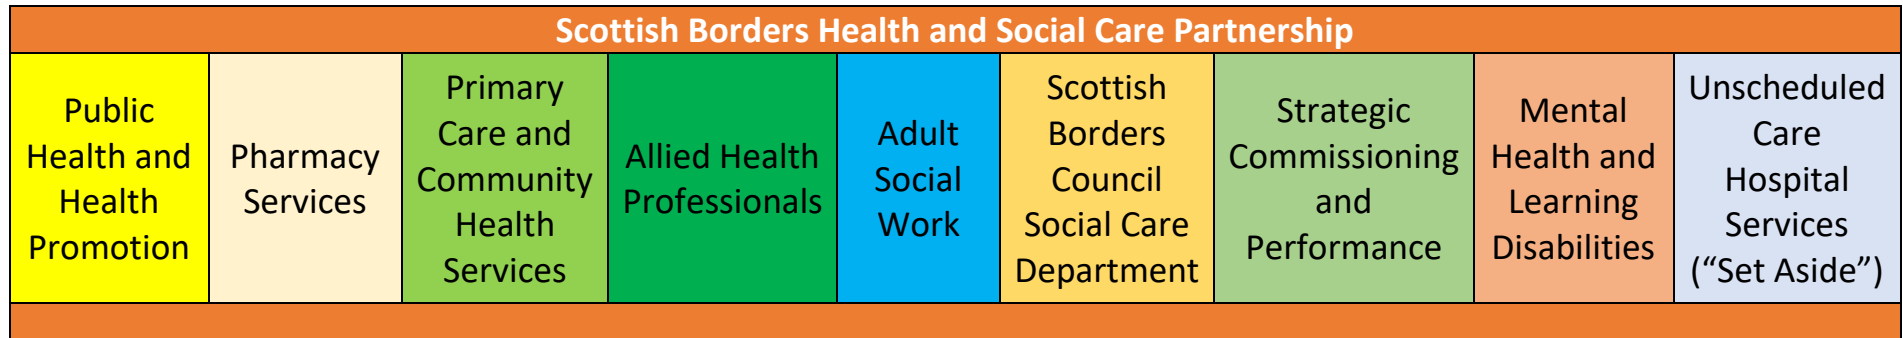 Scottish Borders Health and Social Care Partnership
Public
Health and
Health
Promotion
Pharmacy
Services
Primary
Care and
Community
Health
Services
Allied Health
Professionals
Adult
Social
Work
Scottish
Borders
Council
Social Care
Department
Strategic
Commissioning
and
Performance
Mental
Health and
Learning
Disabilities
Unscheduled
Care
Hospital
Services
(“Set Aside”)